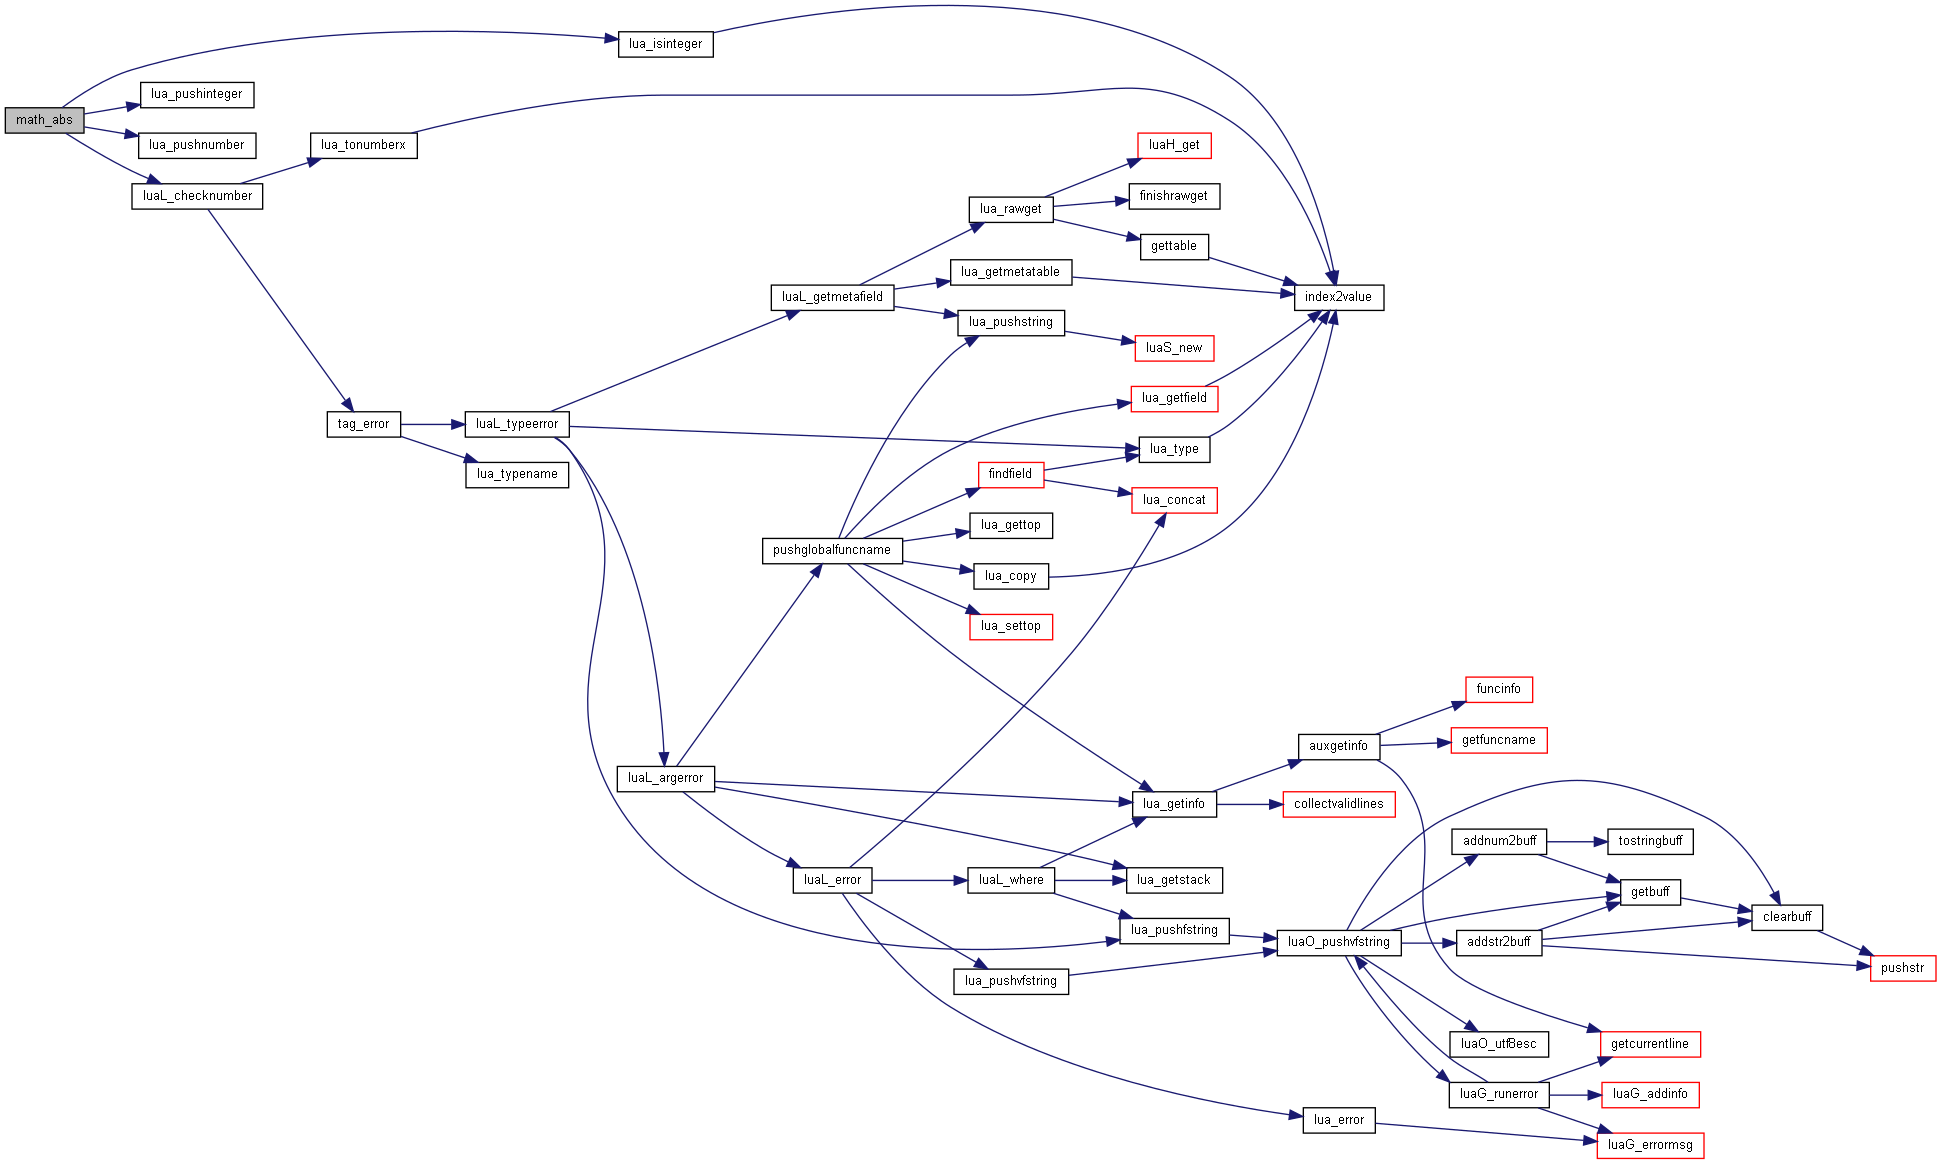 lua_isinteger
lua_pushinteger
math_abs
lua_pushnumber
lua_tonumberx
luaH_get
luaL_checknumber
finishrawget
lua_rawget
gettable
lua_getmetatable
luaL_getmetafield
index2value
lua_pushstring
luaS_new
lua_getfield
tag_error
luaL_typeerror
lua_type
lua_typename
findfield
lua_concat
lua_gettop
pushglobalfuncname
lua_copy
lua_settop
funcinfo
auxgetinfo
getfuncname
luaL_argerror
lua_getinfo
collectvalidlines
addnum2buff
tostringbuff
luaL_error
luaL_where
lua_getstack
getbuff
clearbuff
lua_pushfstring
luaO_pushvfstring
addstr2buff
pushstr
lua_pushvfstring
luaO_utf8esc
getcurrentline
luaG_runerror
luaG_addinfo
lua_error
luaG_errormsg